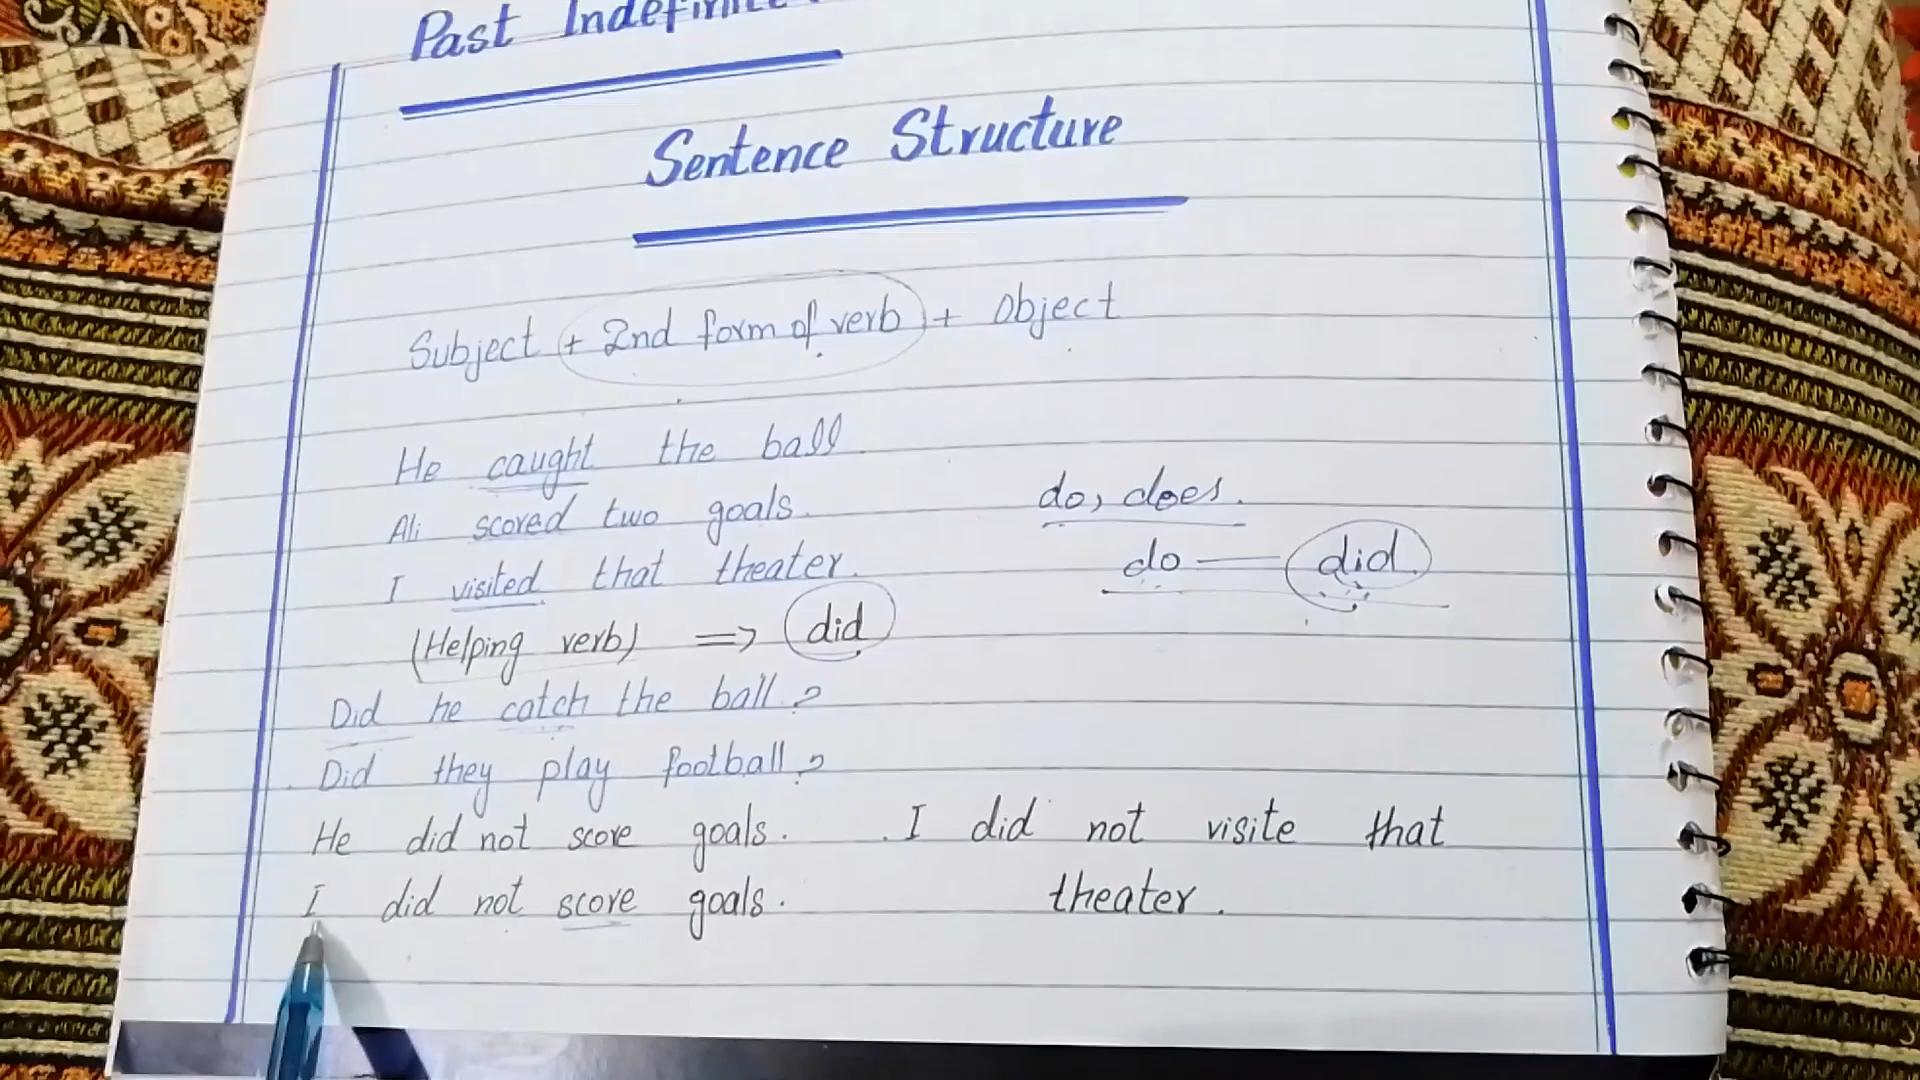 Past Indefinite
Sentence Structure
Subject + 2nd form of verb + Object
He caught the ball
Ali scored two goals.
do, does.
I visited that theater.
do — did.
(Helping verb) => did
Did he catch the ball?
Did they play football?
He did not score goals.
I did not score goals.
I did not visite that
theater.